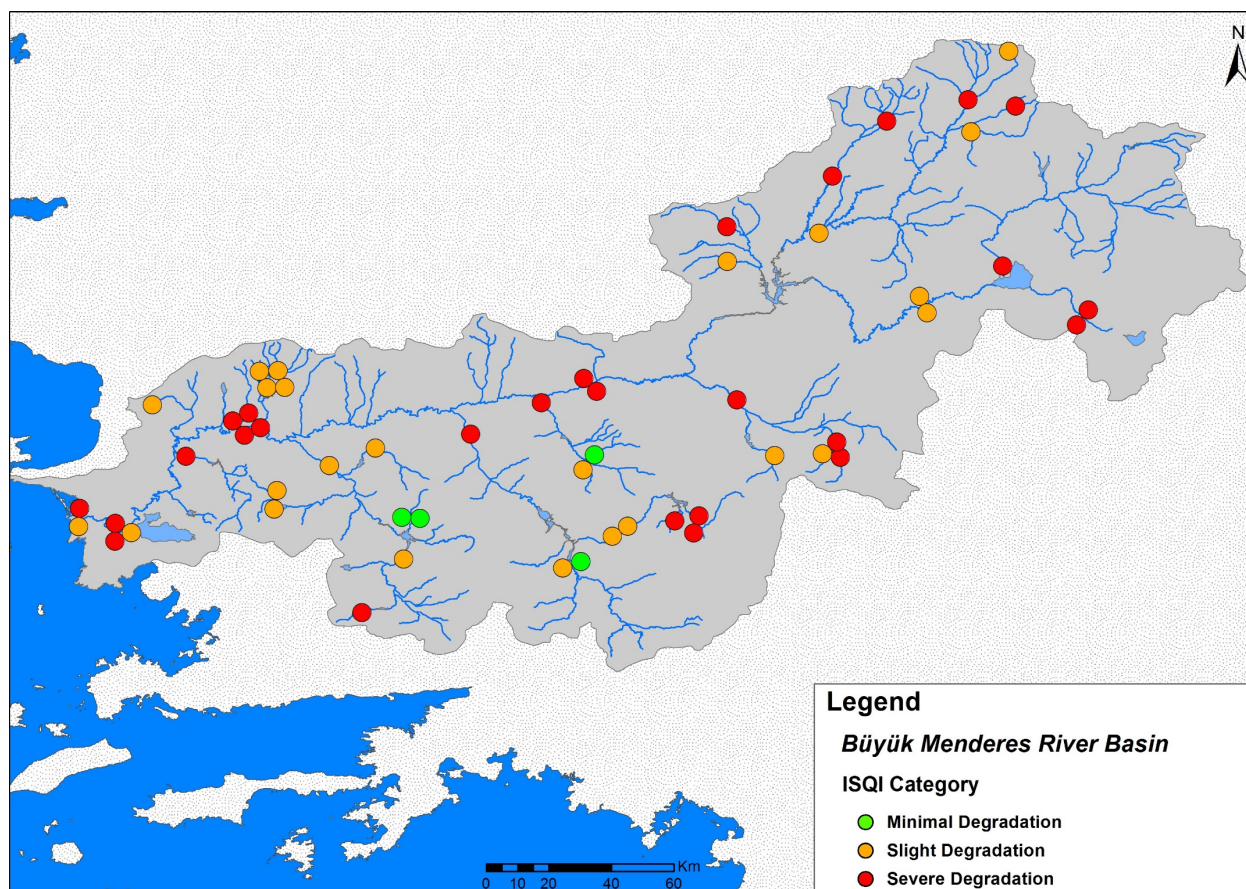 N
Legend
Büyük Menderes River Basin
ISQI Category
Minimal Degradation
Slight Degradation
Severe Degradation
Km
0 10 20 40 60